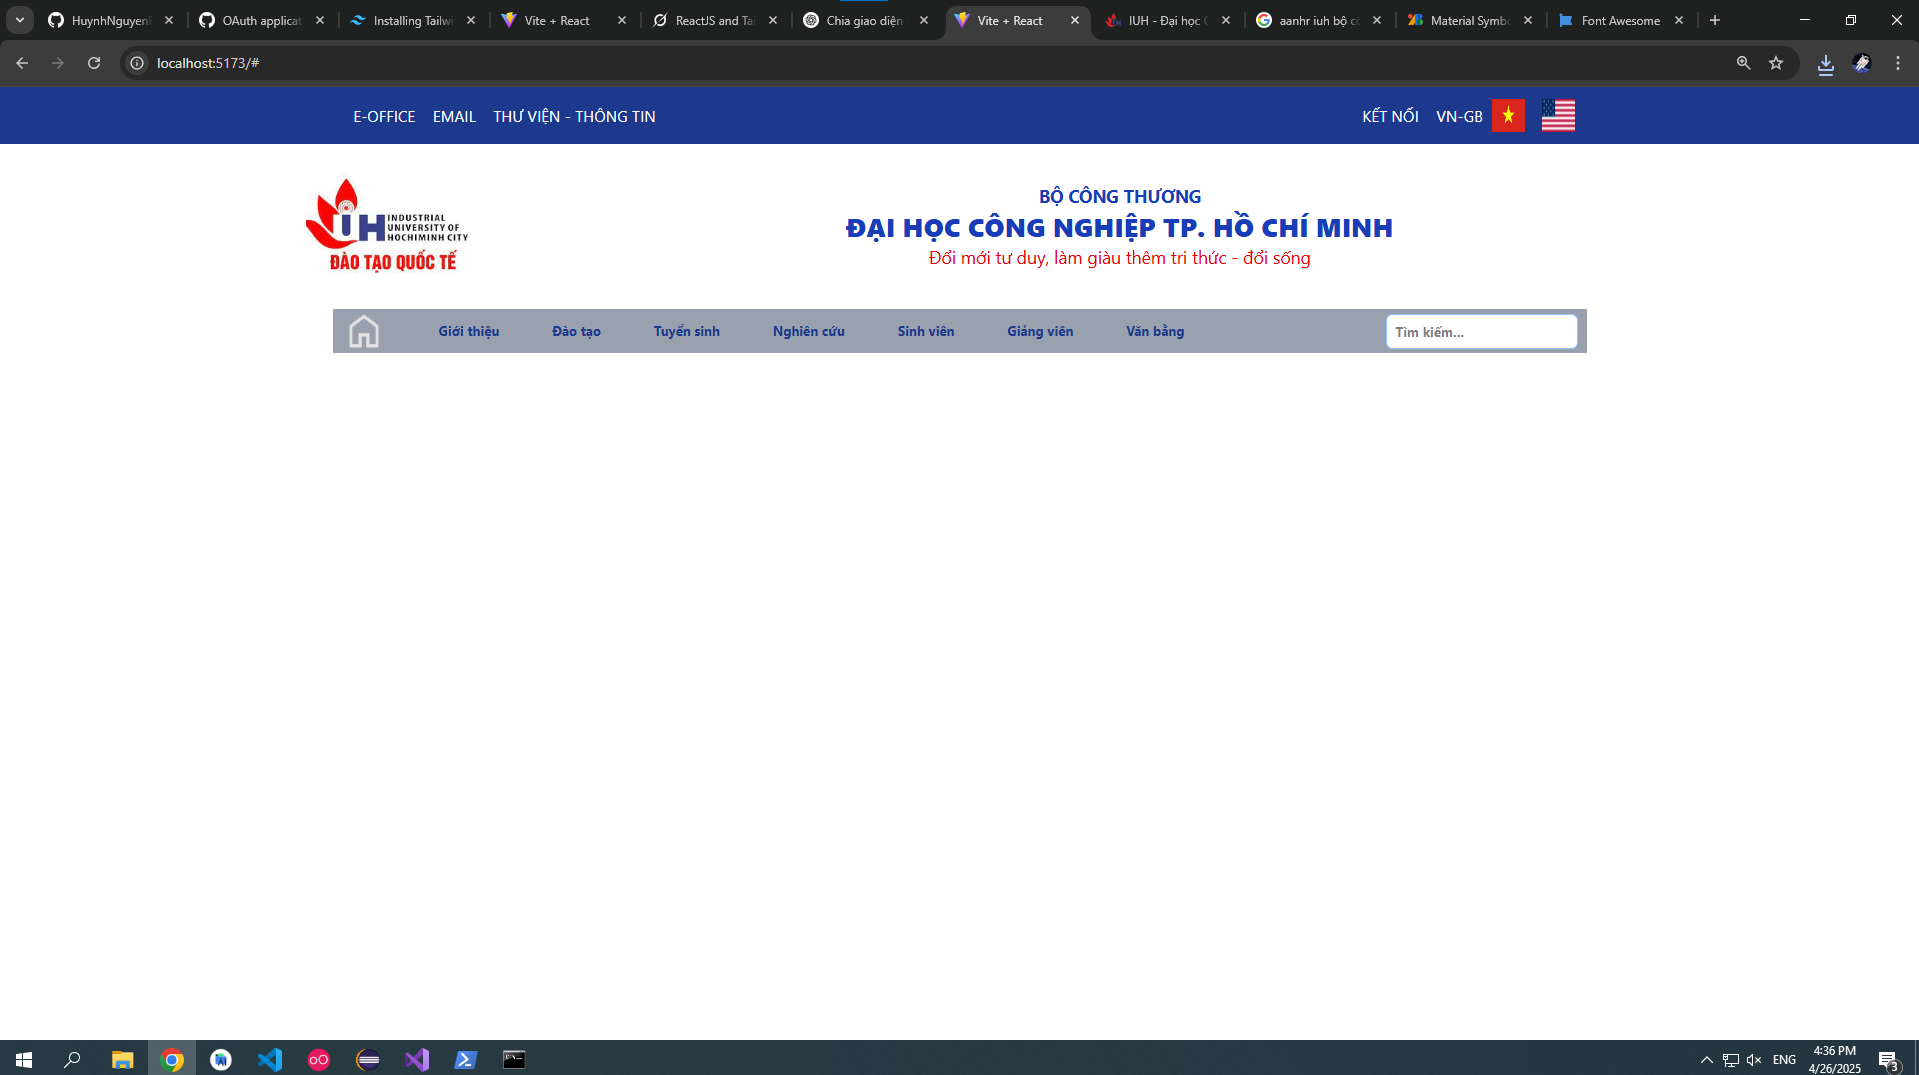 HuynhNguyen
OAuth applicat
Installing Tailwi
Vite + React
ReactJS and Tai
Chia giao diện
Vite + React
IUH - Đại học C
aanhr iuh bộ cô
Material Symbo
Font Awesome
localhost:5173/#
E-OFFICE EMAIL THƯ VIỆN - THÔNG TIN KẾT NỐI VN-GB
IUH INDUSTRIAL
UNIVERSITY OF
HOCHIMINH CITY
ĐÀO TẠO QUỐC TẾ
BỘ CÔNG THƯƠNG
ĐẠI HỌC CÔNG NGHIỆP TP. HỒ CHÍ MINH
Đổi mới tư duy, làm giàu thêm tri thức - đổi sống
Giới thiệu Đào tạo Tuyển sinh Nghiên cứu Sinh viên Giảng viên Văn bằng Tìm kiếm...
ENG
4:36 PM
4/26/2025
3